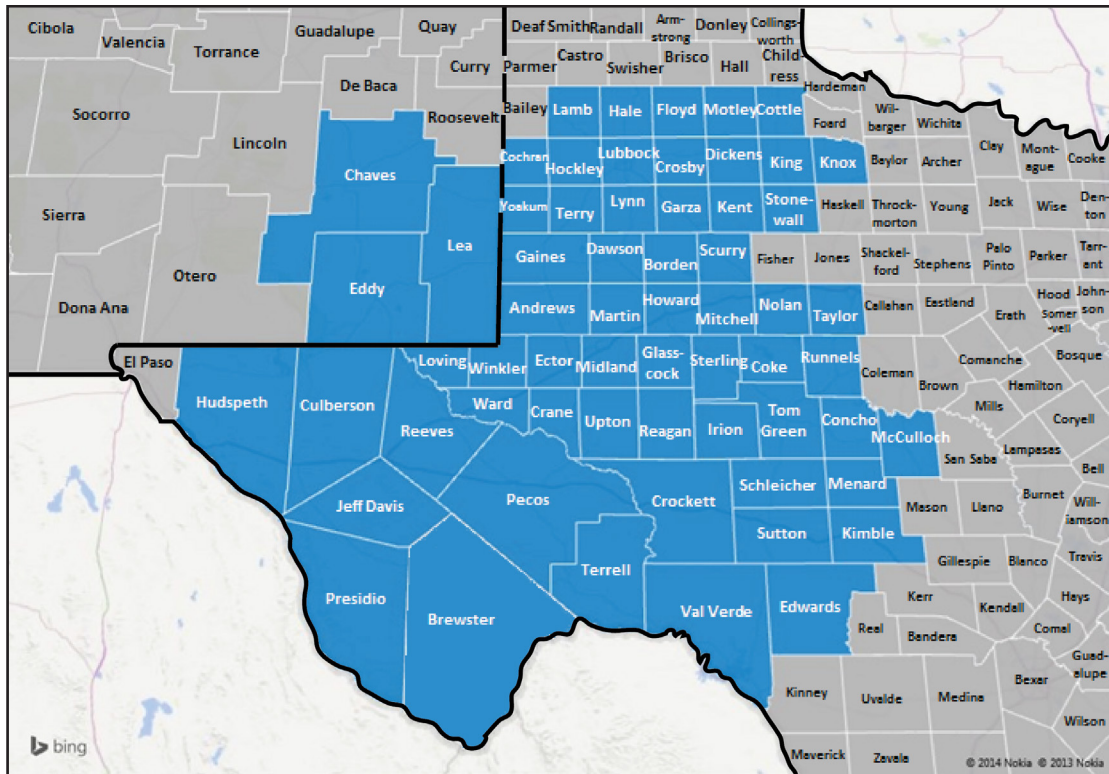 Cibola
Valencia
Torrance
Guadalupe
Quay
Curry
De Baca
Roosevelt
Socorro
Lincoln
Chaves
Sierra
Otero
Lea
Eddy
Dona Ana
Deaf Smith
Randall
Arm-
strong
Donley
Collings-
worth
Parmer
Castro
Swisher
Brisco
Hall
Child-
ress
Hardeman
Bailey
Lamb
Hale
Floyd
Motley
Cottle
Foard
Wil-
barger
Wichita
Clay
Mont-
ague
Cooke
Cochran
Hockley
Lubbock
Crosby
Dickens
King
Knox
Baylor
Archer
Yoakum
Terry
Lynn
Garza
Kent
Stone-
wall
Haskell
Throck-
morton
Young
Jack
Wise
Den-
ton
Gaines
Dawson
Borden
Scurry
Fisher
Jones
Shackel-
ford
Stephens
Palo
Pinto
Parker
Tarr-
ant
Andrews
Martin
Howard
Mitchell
Nolan
Taylor
Callahan
Eastland
Erath
Hood
Somer
-vell
John-
son
El Paso
Hudspeth
Culberson
Loving
Winkler
Ector
Midland
Glass-
cock
Sterling
Coke
Runnels
Coleman
Brown
Comanche
Hamilton
Bosque
Mills
Coryell
Reeves
Ward
Crane
Upton
Reagan
Irion
Tom
Green
Concho
McCulloch
San Saba
Lampasas
Bell
Jeff Davis
Pecos
Crockett
Schleicher
Menard
Mason
Llano
Burnet
Will-
iamson
Sutton
Kimble
Gillespie
Blanco
Travis
Presidio
Brewster
Terrell
Val Verde
Edwards
Real
Kerr
Bandera
Kendall
Hays
Comal
Guad-
alupe
Kinney
Uvalde
Medina
Bexar
Wilson
Maverick
Zavala
bing
© 2014 Nokia © 2013 Nokia